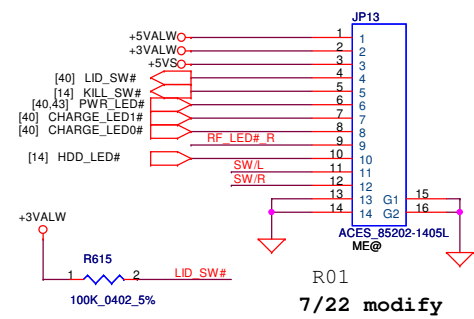 JP13
+5VALW 1 1
+3VALW 2 2
+5VS 3 3
[40] LID_SW# 4 4
[14] KILL_SW# 5 5
[40,43] PWR_LED# 6 6
[40] CHARGE_LED1# 7 7
[40] CHARGE_LED0# 8 8
RF_LED#_R 9 9
[14] HDD_LED# 10 10
SW/L 11 11
SW/R 12 12
13 13 G1 15
14 14 G2 16
ACES_85202-1405L
ME@
+3VALW
R615
1 2 LID_SW#
100K_0402_5%
R01
7/22 modify